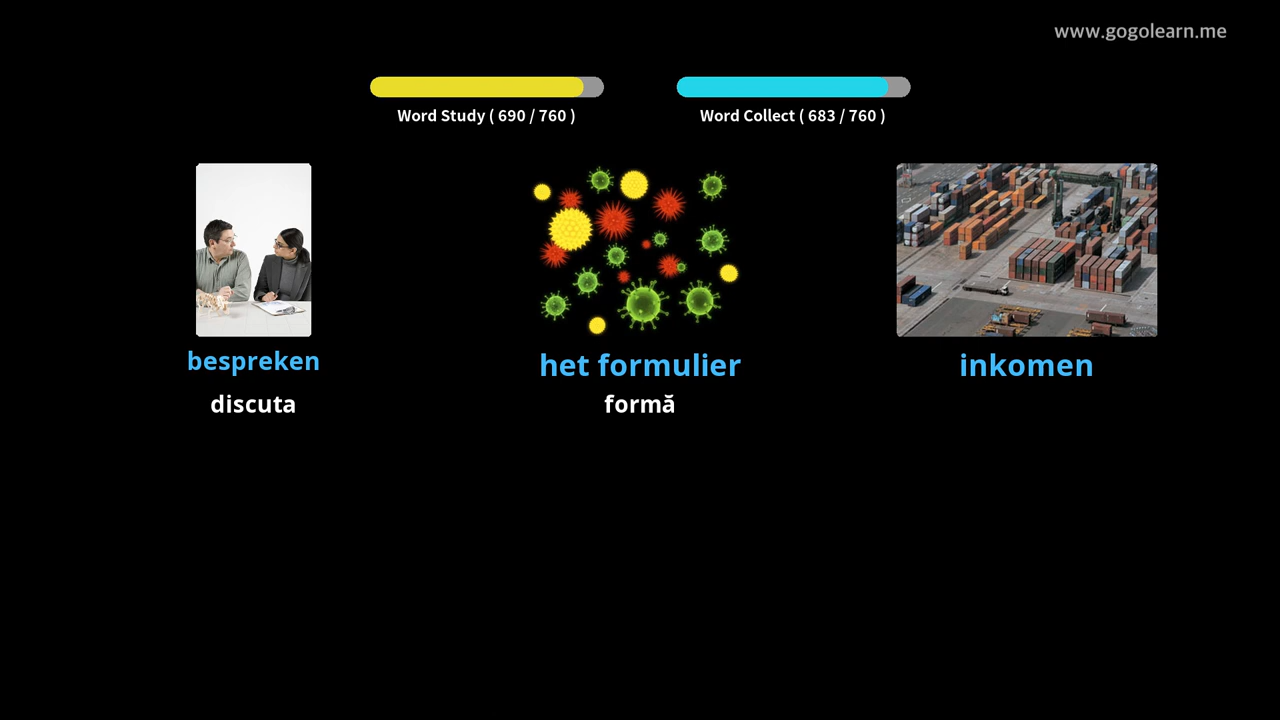 www.gogolearn.me
Word Study ( 690 / 760 )
Word Collect ( 683 / 760 )
bespreken
het formulier
inkomen
discuta
formă